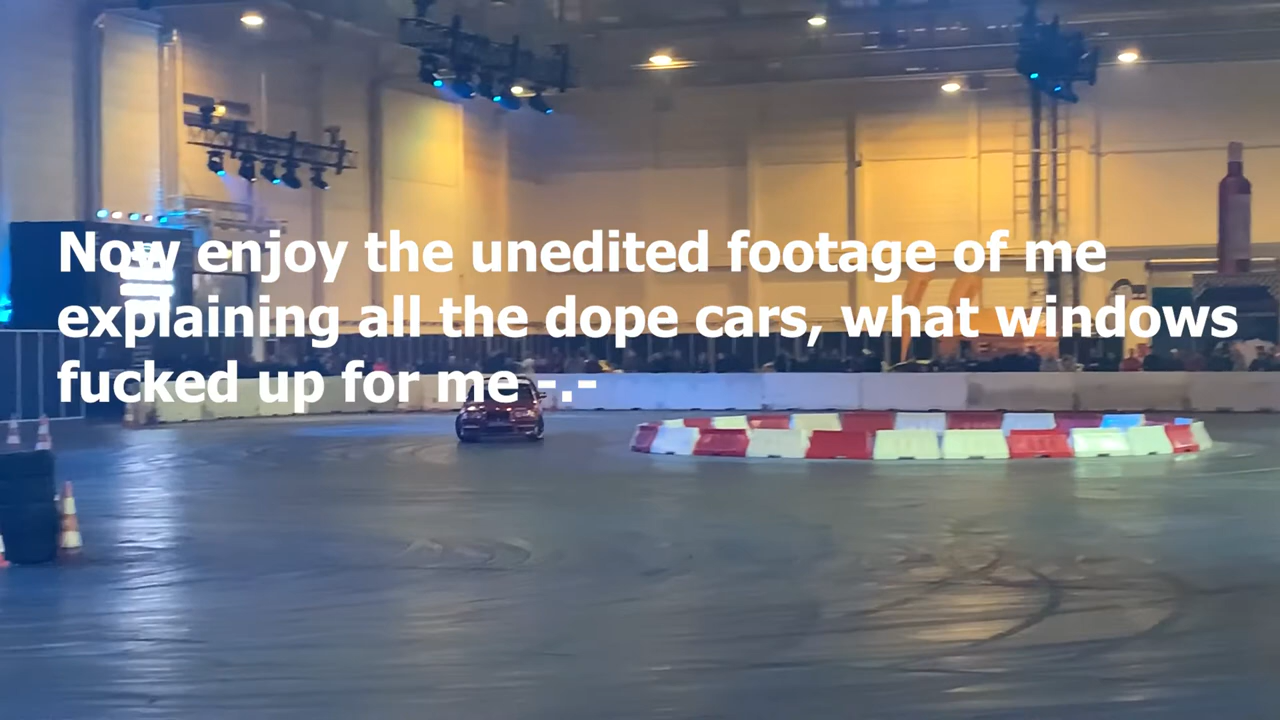 Now enjoy the unedited footage of me
explaining all the dope cars, what windows
fucked up for me -.-